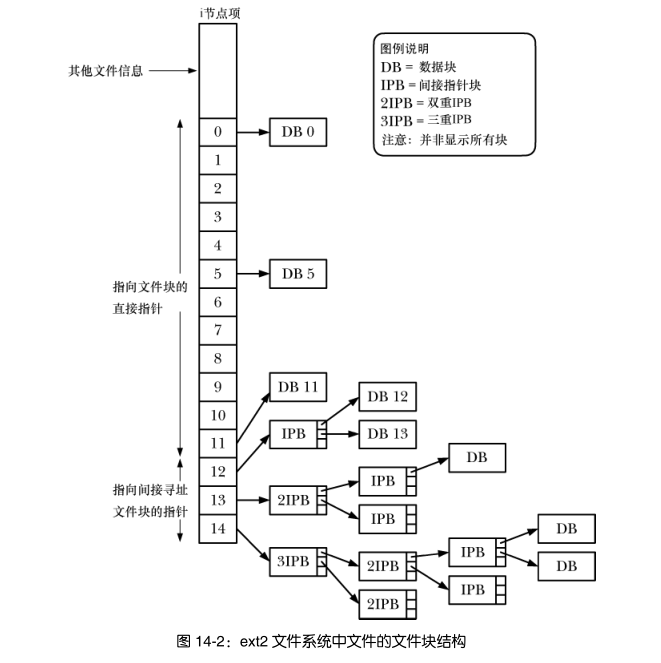 i节点项
其他文件信息
图例说明
DB = 数据块
IPB = 间接指针块
2IPB = 双重IPB
3IPB = 三重IPB
注意：并非显示所有块
0
DB 0
1
2
3
4
5
DB 5
指向文件块的
直接指针
6
7
8
9
DB 11
DB 12
10
11
IPB
DB 13
12
DB
指向间接寻址
文件块的指针
13
2IPB
IPB
IPB
14
3IPB
2IPB
IPB
DB
DB
2IPB
IPB
图 14-2：ext2 文件系统中文件的文件块结构